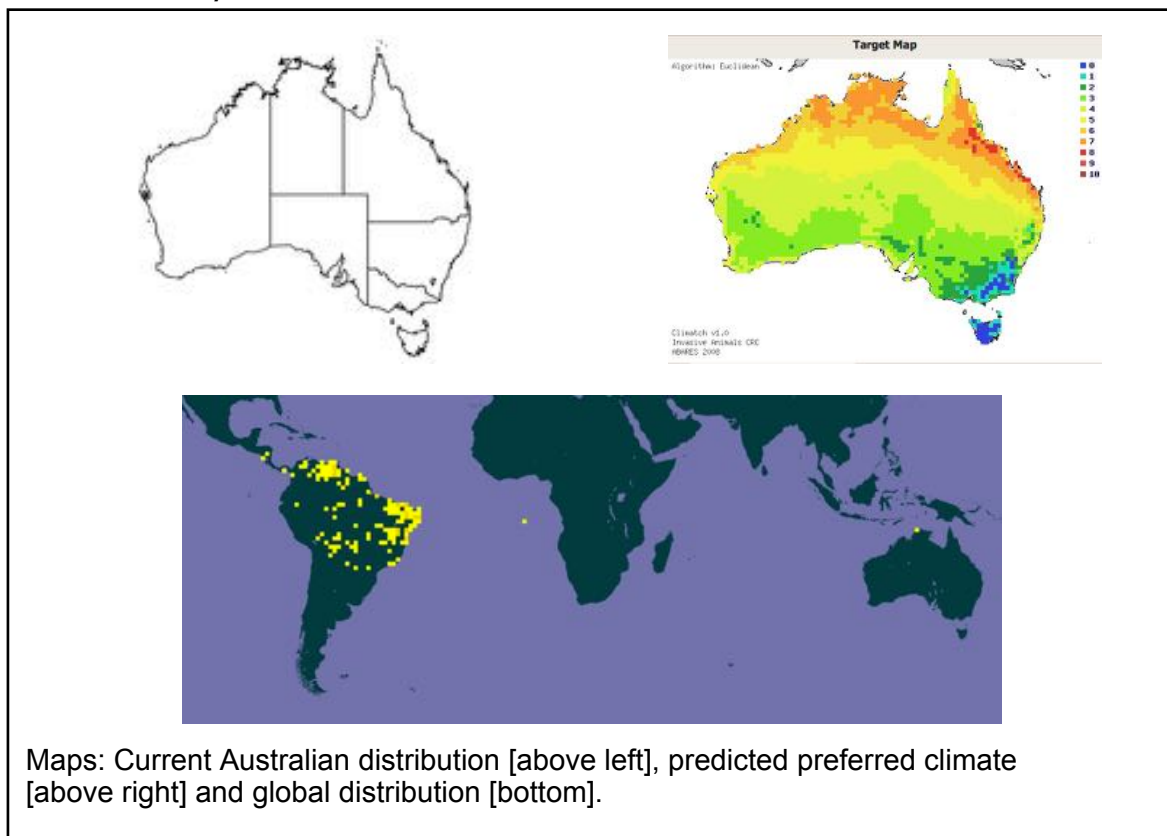 Target Map
Algorithm: Euclidean
0
1
2
3
4
5
6
7
8
9
10
Climatch v1.0
Invasive Animals CRC
ABARES 2008
Maps: Current Australian distribution [above left], predicted preferred climate
[above right] and global distribution [bottom].